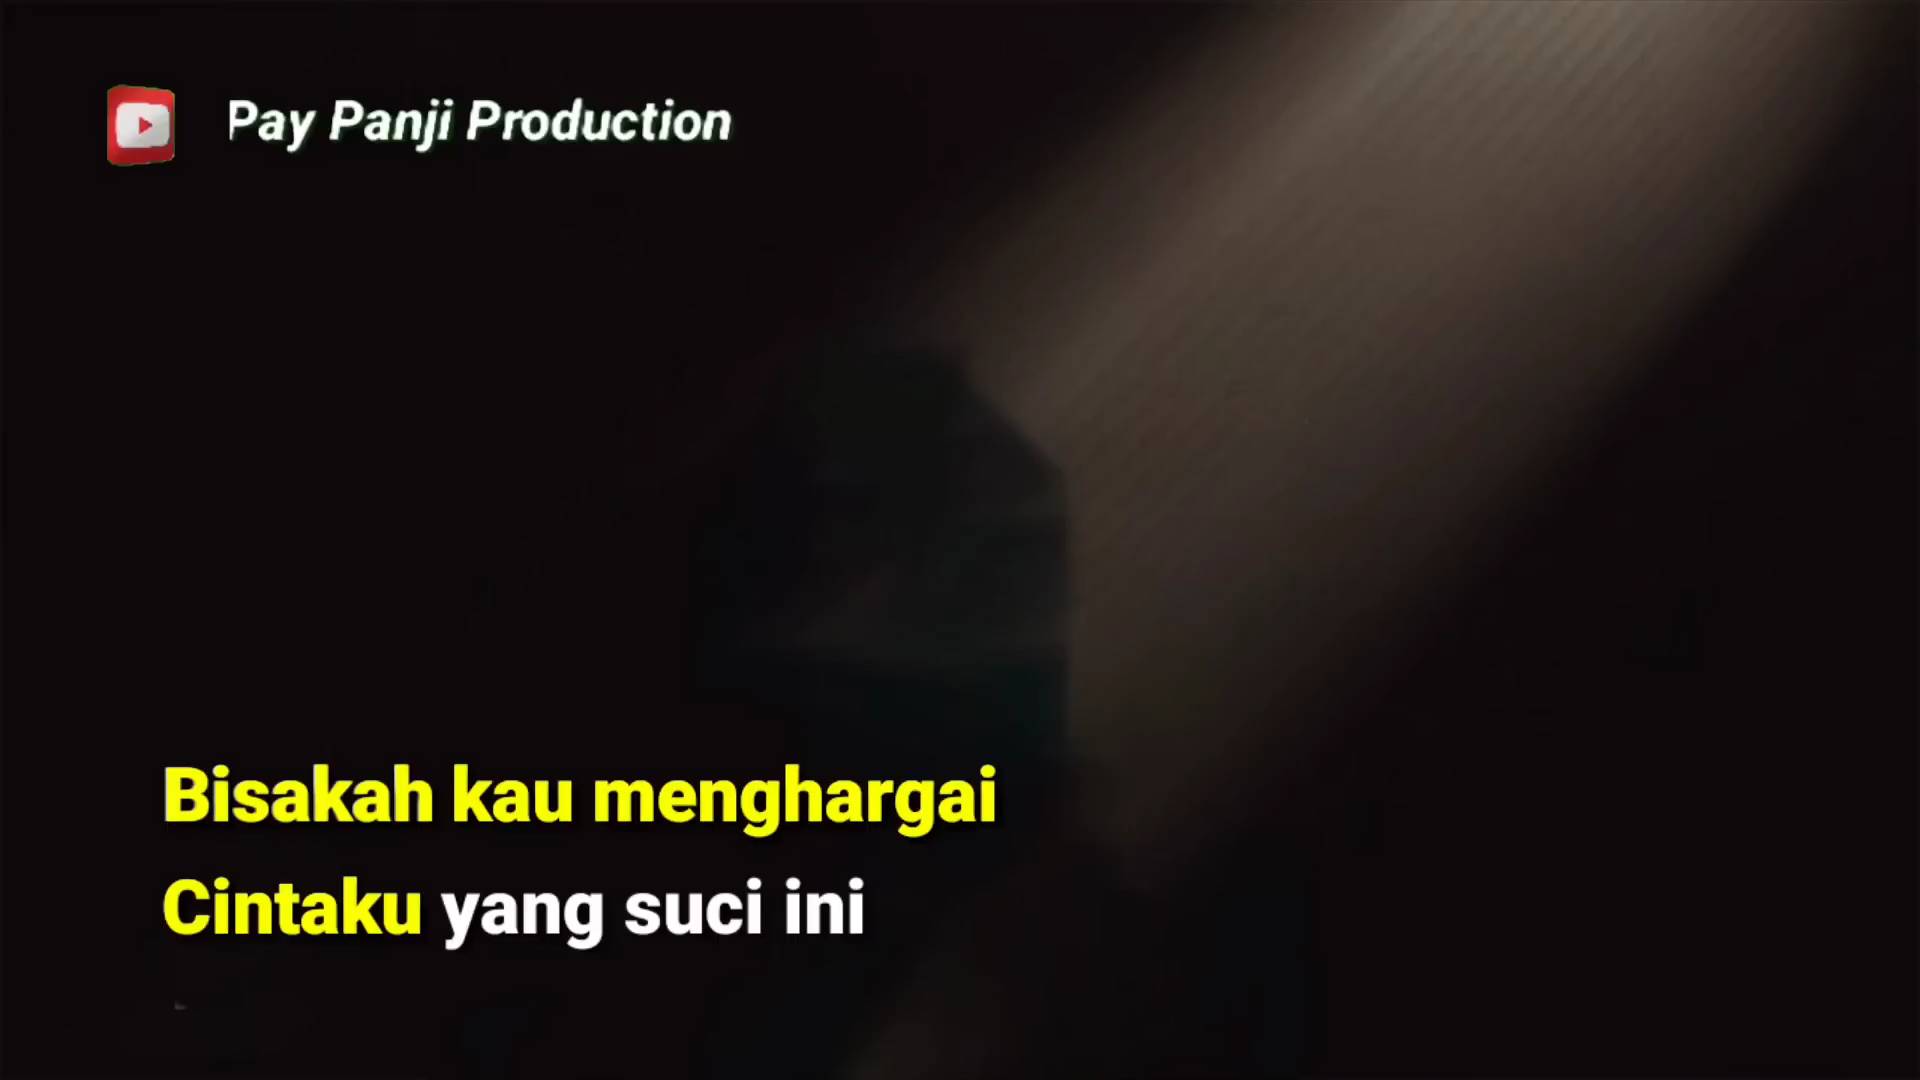 Pay Panji Production
Bisakah kau menghargai
Cintaku yang suci ini